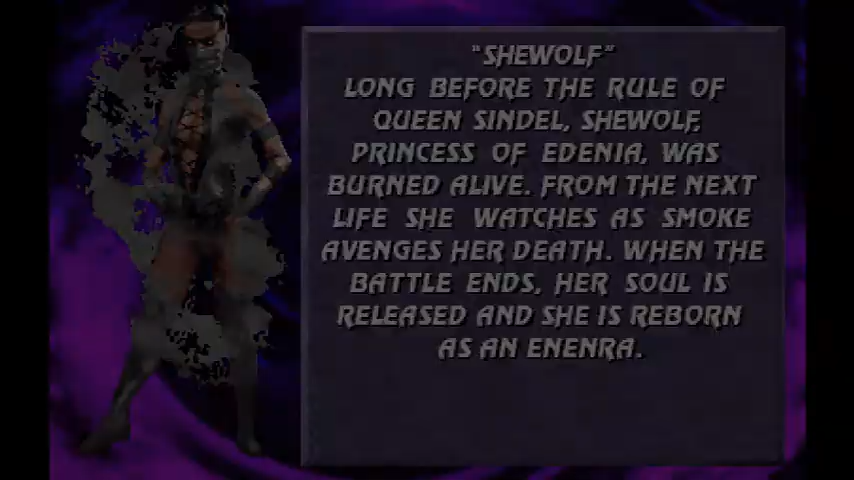 "SHEWOLF"
LONG BEFORE THE RULE OF
QUEEN SINDEL, SHEWOLF,
PRINCESS OF EDENIA, WAS
BURNED ALIVE. FROM THE NEXT
LIFE SHE WATCHES AS SMOKE
AVENGES HER DEATH. WHEN THE
BATTLE ENDS, HER SOUL IS
RELEASED AND SHE IS REBORN
AS AN ENENRA.